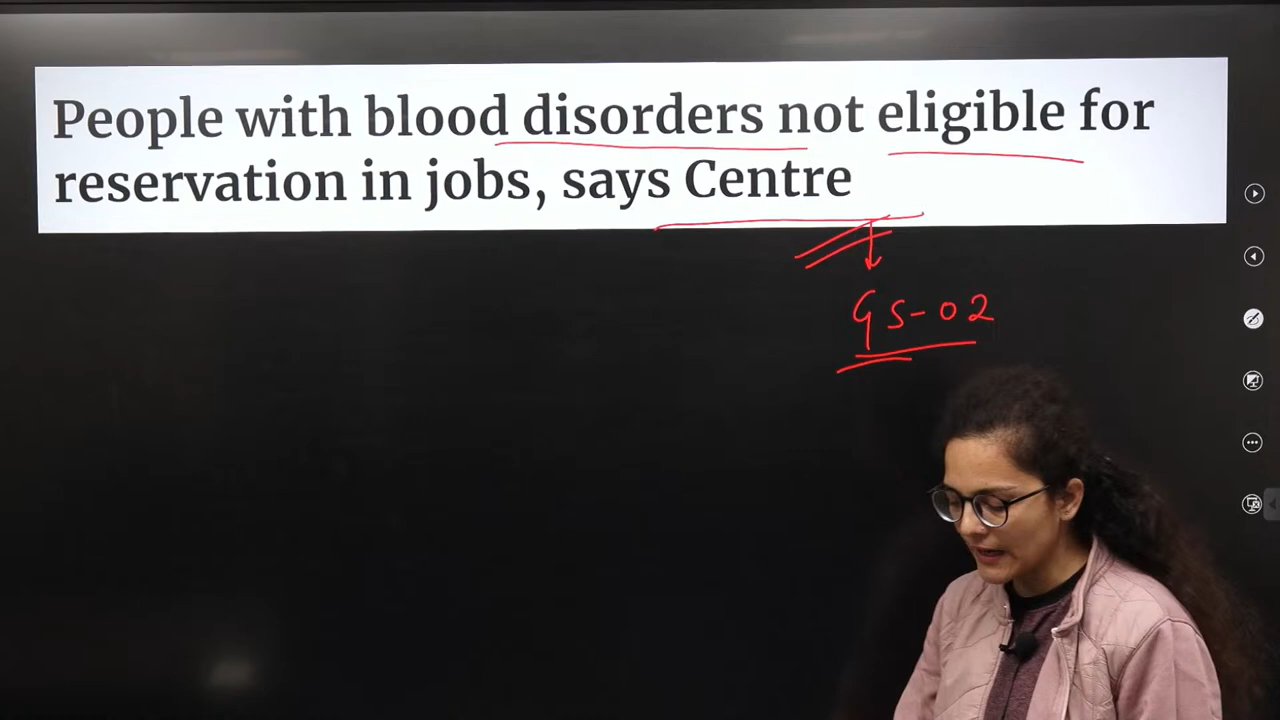 People with blood disorders not eligible for
reservation in jobs, says Centre
GS-02